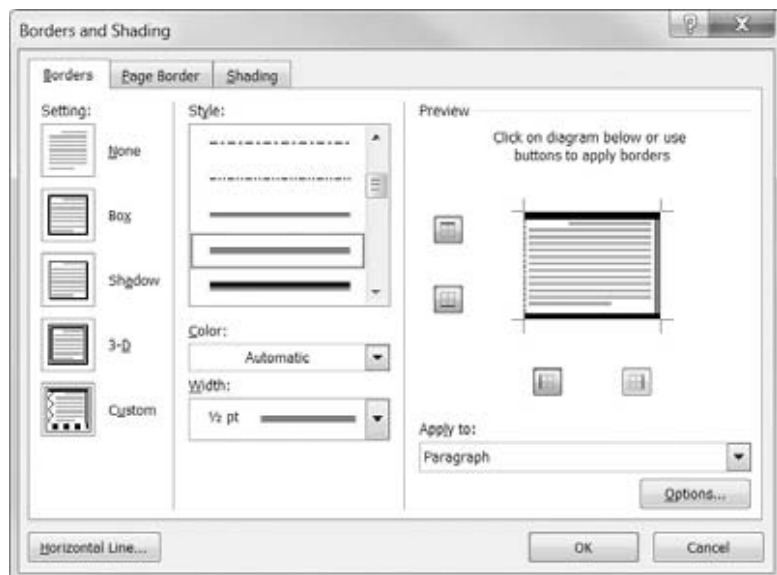 Borders and Shading
Borders
Page Border
Shading
Setting:
None
Box
Shadow
3-D
Custom
Style:
Color:
Automatic
Width:
½ pt
Preview
Click on diagram below or use
buttons to apply borders
Apply to:
Paragraph
Options...
Horizontal Line...
OK
Cancel